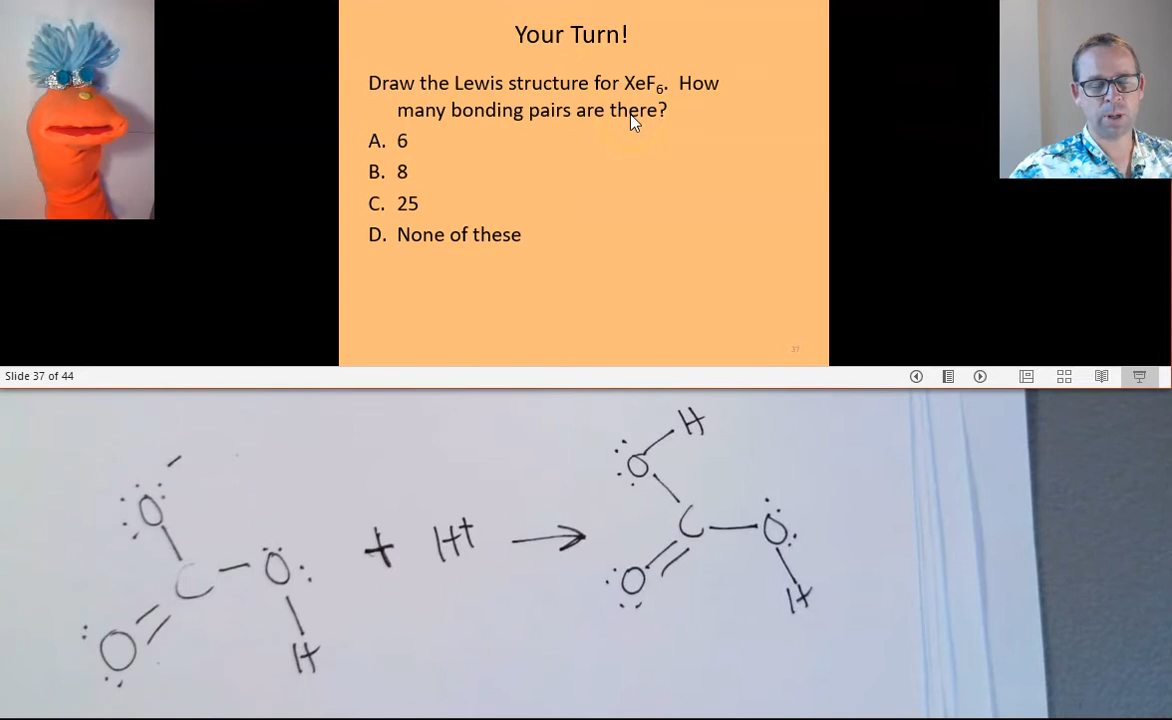 Your Turn!
Draw the Lewis structure for XeF₆. How
many bonding pairs are there?
A. 6
B. 8
C. 25
D. None of these
37
Slide 37 of 44
H
O
C - O
O
H
+ H⁺ →
H
O
C - O
O
H